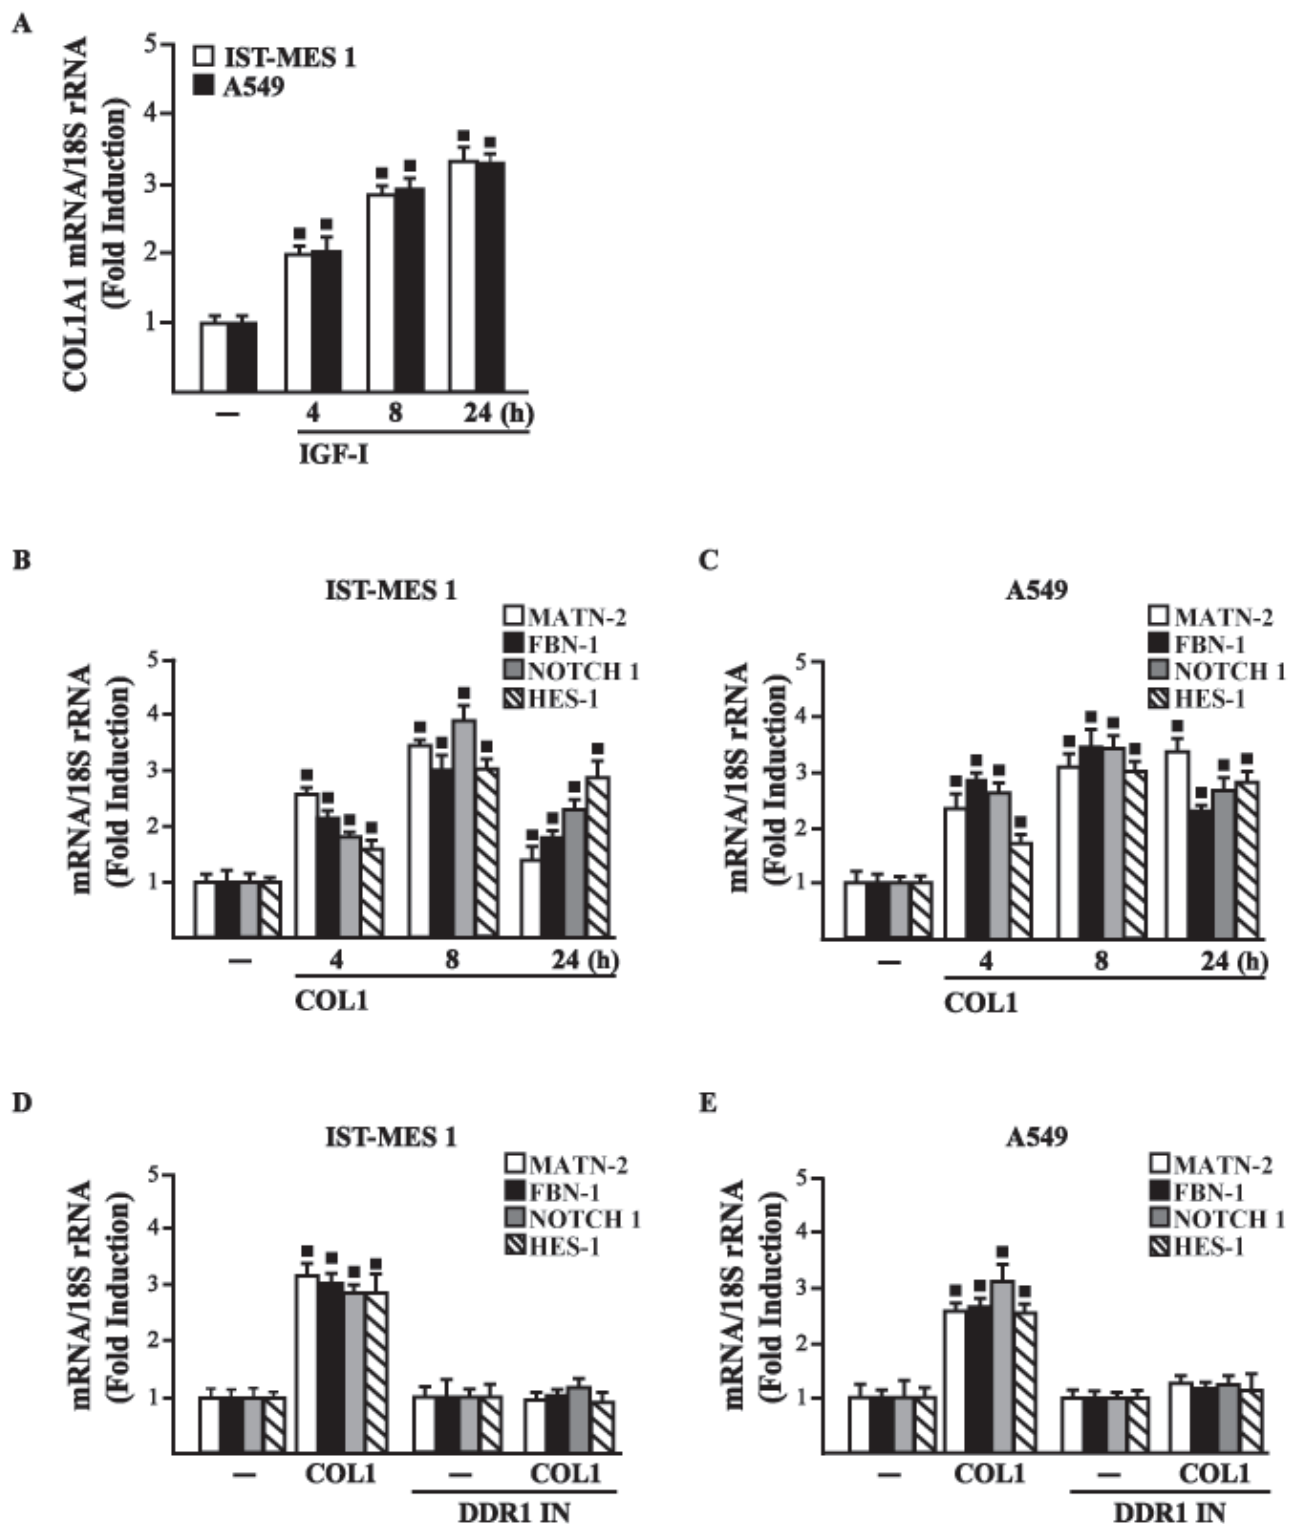 A
COL1A1 mRNA/18S rRNA
(Fold Induction)
5
4
3
2
1
IST-MES 1
A549
—
4
8
24 (h)
IGF-I
B
IST-MES 1
mRNA/18S rRNA
(Fold Induction)
5
4
3
2
1
MATN-2
FBN-1
NOTCH 1
HES-1
—
4
8
24 (h)
COL1
C
A549
mRNA/18S rRNA
(Fold Induction)
5
4
3
2
1
MATN-2
FBN-1
NOTCH 1
HES-1
—
4
8
24 (h)
COL1
D
IST-MES 1
mRNA/18S rRNA
(Fold Induction)
5
4
3
2
1
MATN-2
FBN-1
NOTCH 1
HES-1
—
COL1
—
COL1
DDR1 IN
E
A549
mRNA/18S rRNA
(Fold Induction)
5
4
3
2
1
MATN-2
FBN-1
NOTCH 1
HES-1
—
COL1
—
COL1
DDR1 IN